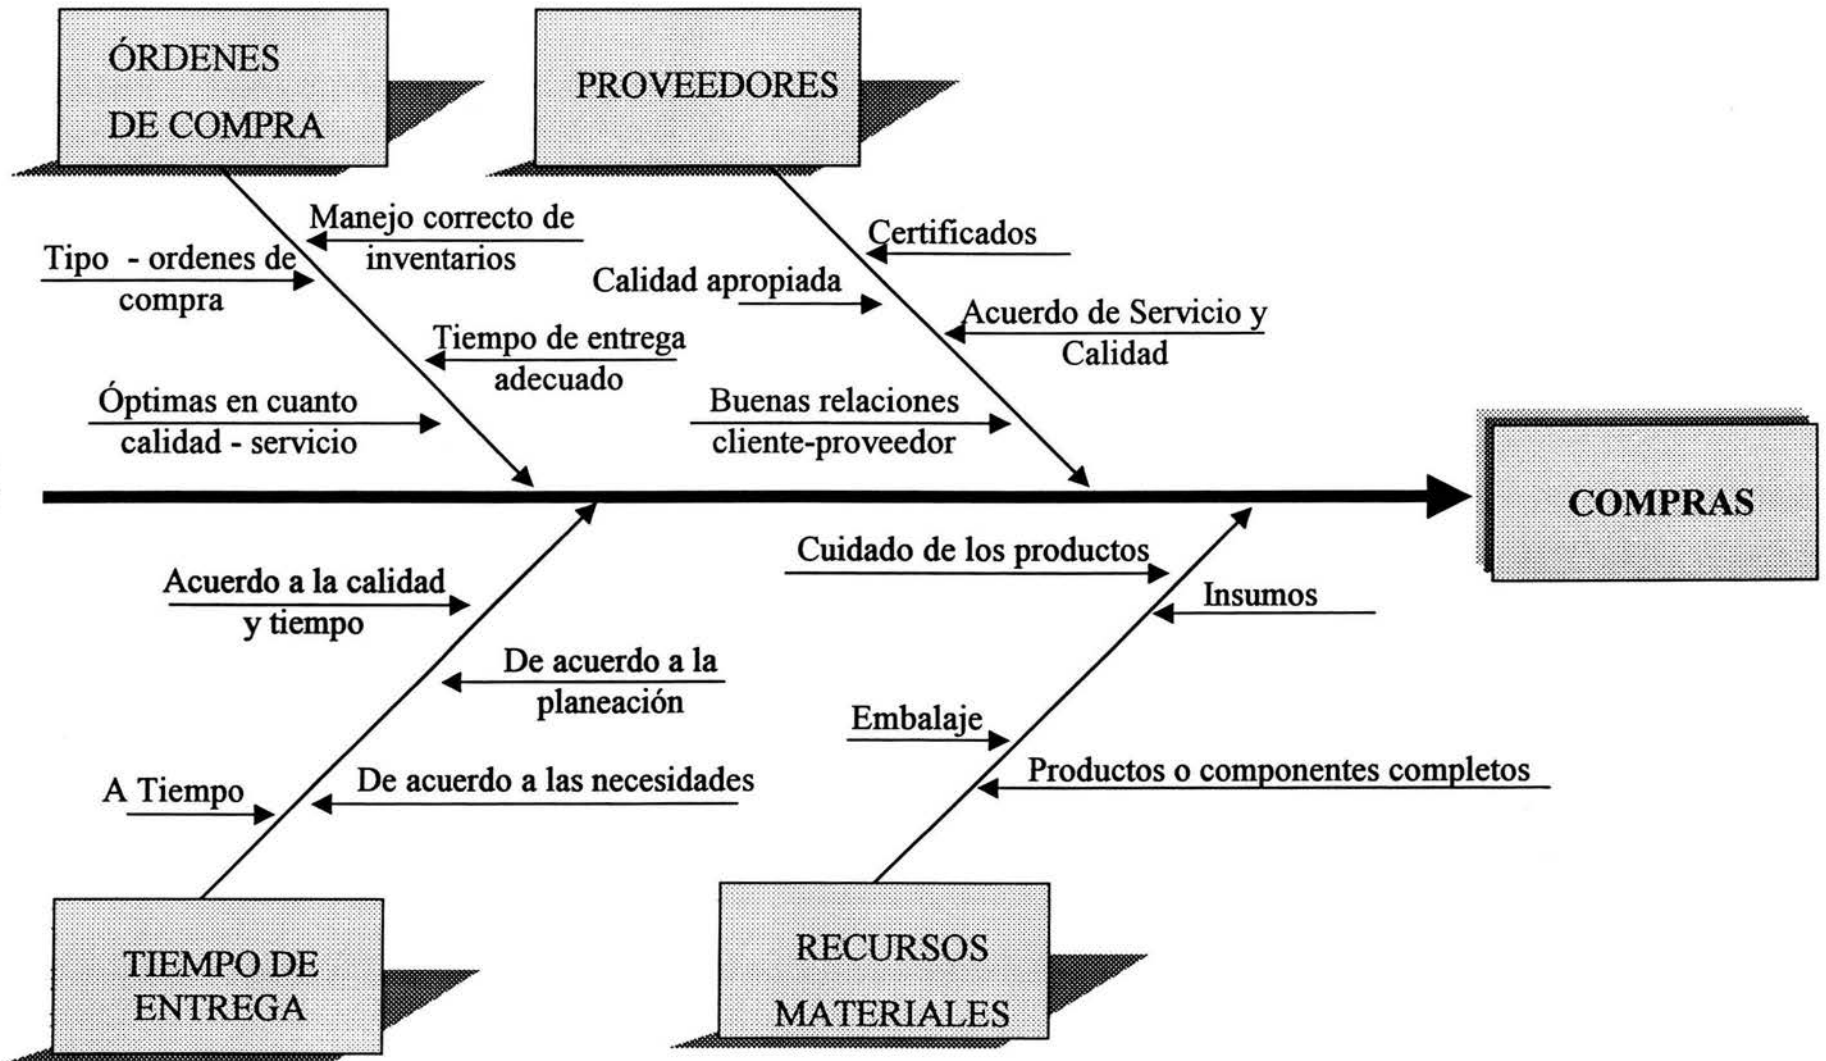 ÓRDENES
DE COMPRA
PROVEEDORES
Manejo correcto de
inventarios
Tipo - ordenes de
compra
Tiempo de entrega
adecuado
Óptimas en cuanto
calidad - servicio
Certificados
Calidad apropiada
Acuerdo de Servicio y
Calidad
Buenas relaciones
cliente-proveedor
COMPRAS
Acuerdo a la calidad
y tiempo
De acuerdo a la
planeación
A Tiempo
De acuerdo a las necesidades
Cuidado de los productos
Insumos
Embalaje
Productos o componentes completos
TIEMPO DE
ENTREGA
RECURSOS
MATERIALES